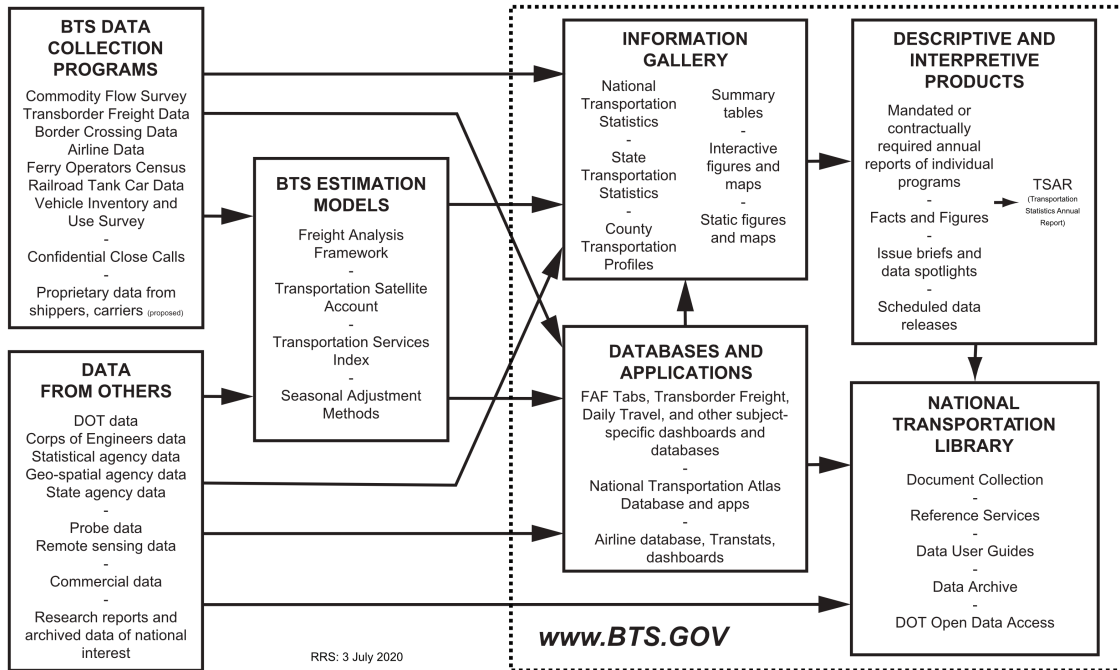 BTS DATA
COLLECTION
PROGRAMS
Commodity Flow Survey
Transborder Freight Data
Border Crossing Data
Airline Data
Ferry Operators Census
Railroad Tank Car Data
Vehicle Inventory and
Use Survey
-
Confidential Close Calls
-
Proprietary data from
shippers, carriers (proposed)
DATA
FROM OTHERS
DOT data
Corps of Engineers data
Statistical agency data
Geo-spatial agency data
State agency data
-
Probe data
Remote sensing data
-
Commercial data
-
Research reports and
archived data of national
interest
BTS ESTIMATION
MODELS
Freight Analysis
Framework
-
Transportation Satellite
Account
-
Transportation Services
Index
-
Seasonal Adjustment
Methods
RRS: 3 July 2020
INFORMATION
GALLERY
National
Transportation
Statistics
-
State
Transportation
Statistics
-
County
Transportation
Profiles
Summary
tables
-
Interactive
figures and
maps
-
Static figures
and maps
DATABASES AND
APPLICATIONS
FAF Tabs, Transborder Freight,
Daily Travel, and other subject-
specific dashboards and
databases
-
National Transportation Atlas
Database and apps
-
Airline database, Transtats,
dashboards
www.BTS.GOV
DESCRIPTIVE AND
INTERPRETIVE
PRODUCTS
Mandated or
contractually
required annual
reports of individual
programs
-
Facts and Figures
-
Issue briefs and
data spotlights
-
Scheduled data
releases
TSAR
(Transportation
Statistics Annual
Report)
NATIONAL
TRANSPORTATION
LIBRARY
Document Collection
-
Reference Services
-
Data User Guides
-
Data Archive
-
DOT Open Data Access